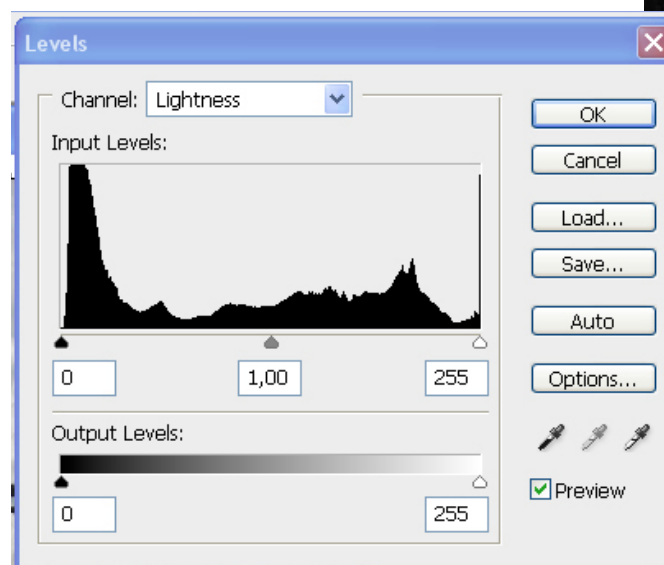 Levels
Channel: Lightness
Input Levels:
0 1,00 255
Output Levels:
0 255
OK
Cancel
Load...
Save...
Auto
Options...
Preview